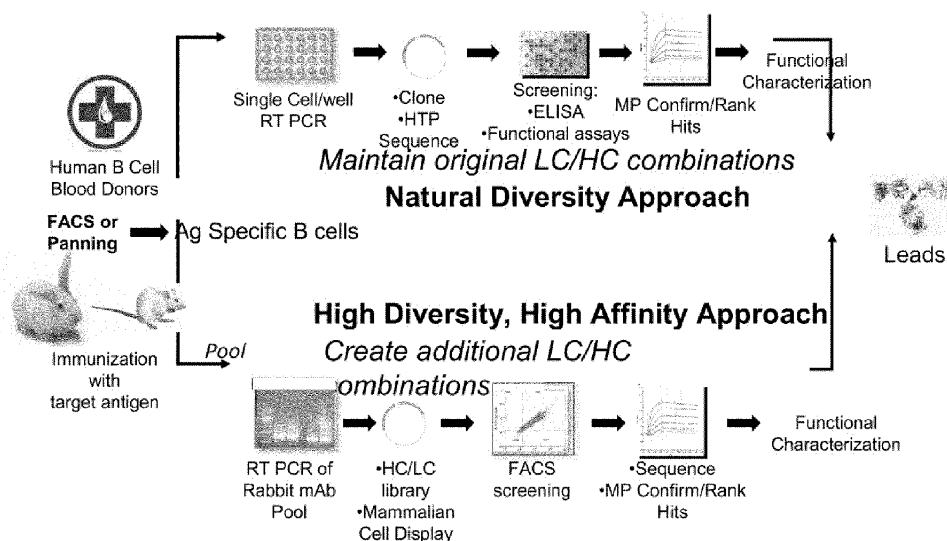 Single Cell/well
RT PCR
•Clone
•HTP
Sequence
Screening:
•ELISA
•Functional assays
MP Confirm/Rank
Hits
Functional
Characterization
Maintain original LC/HC combinations
Natural Diversity Approach
Human B Cell
Blood Donors
FACS or
Panning
Ag Specific B cells
Leads
High Diversity, High Affinity Approach
Create additional LC/HC
ombinations
Pool
Immunization
with
target antigen
RT PCR of
Rabbit mAb
Pool
•HC/LC
library
•Mammalian
Cell Display
FACS
screening
•Sequence
•MP Confirm/Rank
Hits
Functional
Characterization